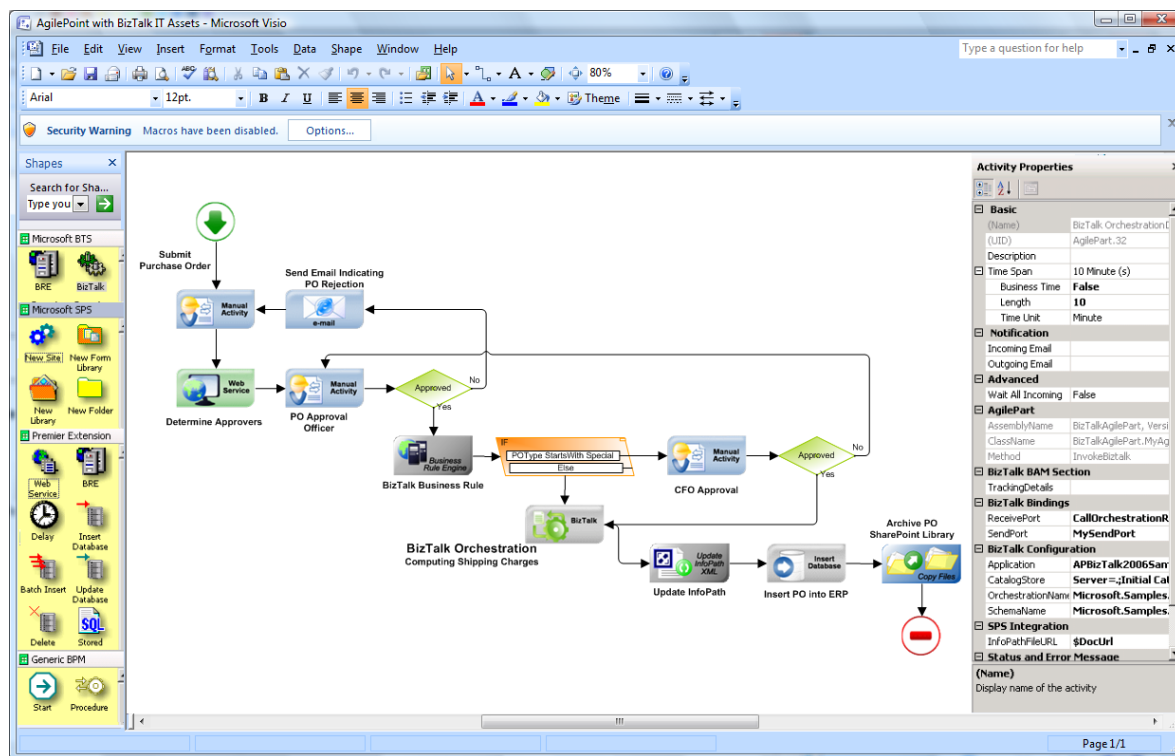 AgilePoint with BizTalk IT Assets - Microsoft Visio
File Edit View Insert Format Tools Data Shape Window Help
Type a question for help
80%
Arial 12pt. B I U Theme
Security Warning Macros have been disabled. Options...
Shapes
Search for Sha...
Type you
Microsoft BTS
BRE BizTalk
Microsoft SPS
New Site New Form
Library
New
Library
New Folder
Premier Extension
Web
Service
BRE
Delay Insert
Database
Batch Insert Update
Database
Delete Stored
Generic BPM
Start Procedure
Submit
Purchase Order
Manual
Activity
Send Email Indicating
PO Rejection
e-mail
Web
Service
Determine Approvers
Manual
Activity
PO Approval
Officer
Approved
No
Yes
Business
Rule Engine
BizTalk Business Rule
IF
POType StartsWith Special
Else
Manual
Activity
CFO Approval
Approved
No
Yes
BizTalk
BizTalk Orchestration
Computing Shipping Charges
Update
InfoPath
XML
Update InfoPath
Insert
Database
Insert PO into ERP
Archive PO
SharePoint Library
Copy Files
Activity Properties
Basic
(Name) BizTalk Orchestration
(UID) AgilePart.32
Description
Time Span 10 Minute (s)
Business Time False
Length 10
Time Unit Minute
Notification
Incoming Email
Outgoing Email
Advanced
Wait All Incoming False
AgilePart
AssemblyName BizTalkAgilePart, Versi
ClassName BizTalkAgilePart.MyAg
Method InvokeBiztalk
BizTalk BAM Section
TrackingDetails
BizTalk Bindings
ReceivePort CallOrchestrationR
SendPort MySendPort
BizTalk Configuration
Application APBizTalk2006Sam
CatalogStore Server=.;Initial Cat
OrchestrationName Microsoft.Samples.
SchemaName Microsoft.Samples.
SPS Integration
InfoPathFileURL $DocUrl
Status and Error Message
(Name)
Display name of the activity
Page 1/1